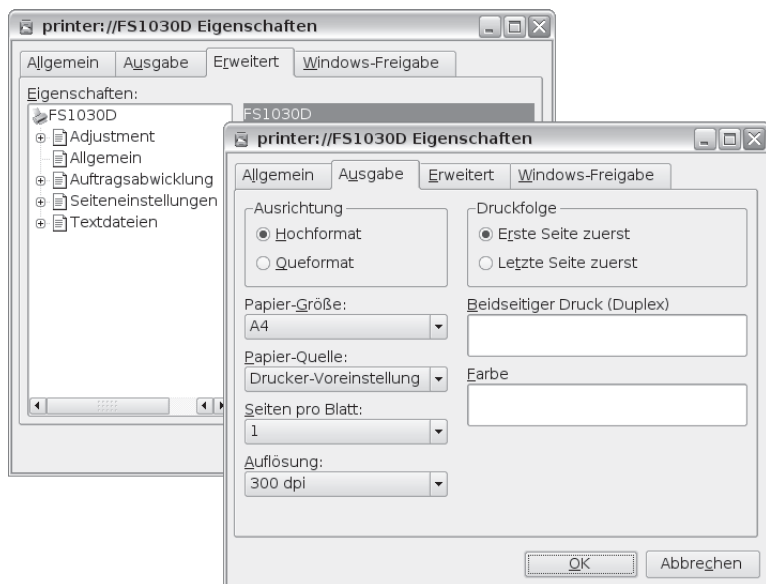 printer://FS1030D Eigenschaften
Allgemein Ausgabe Erweitert Windows-Freigabe
Eigenschaften:
FS1030D
Adjustment
Allgemein
Auftragsabwicklung
Seiteneinstellungen
Textdateien
FS1030D
printer://FS1030D Eigenschaften
Allgemein Ausgabe Erweitert Windows-Freigabe
Ausrichtung
Hochformat
Queformat
Druckfolge
Erste Seite zuerst
Letzte Seite zuerst
Papier-Größe:
A4
Papier-Quelle:
Drucker-Voreinstellung
Seiten pro Blatt:
1
Auflösung:
300 dpi
Beidseitiger Druck (Duplex)
Farbe
OK Abbrechen